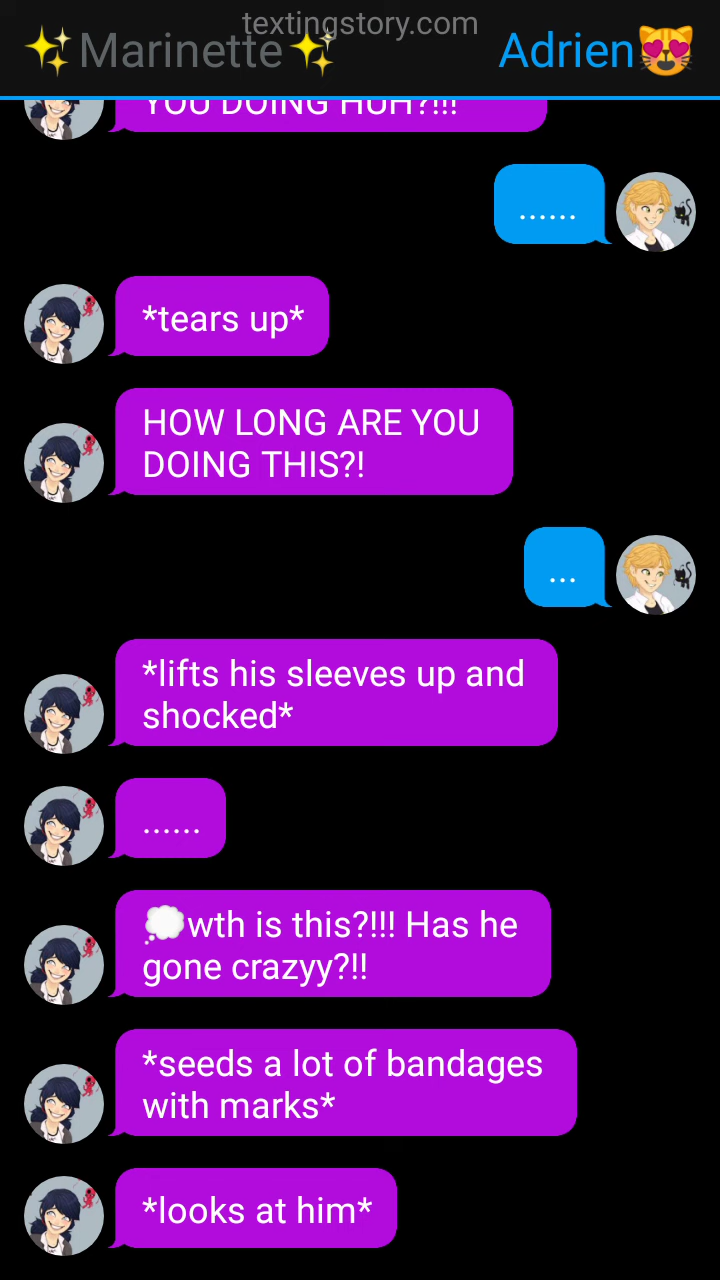 textingstory.com
✨Marinette✨ Adrien😻
YOU DOING HUH?!!!
......
*tears up*
HOW LONG ARE YOU
DOING THIS?!
...
*lifts his sleeves up and
shocked*
......
💭wth is this?!!! Has he
gone crazyy?!!
*seeds a lot of bandages
with marks*
*looks at him*